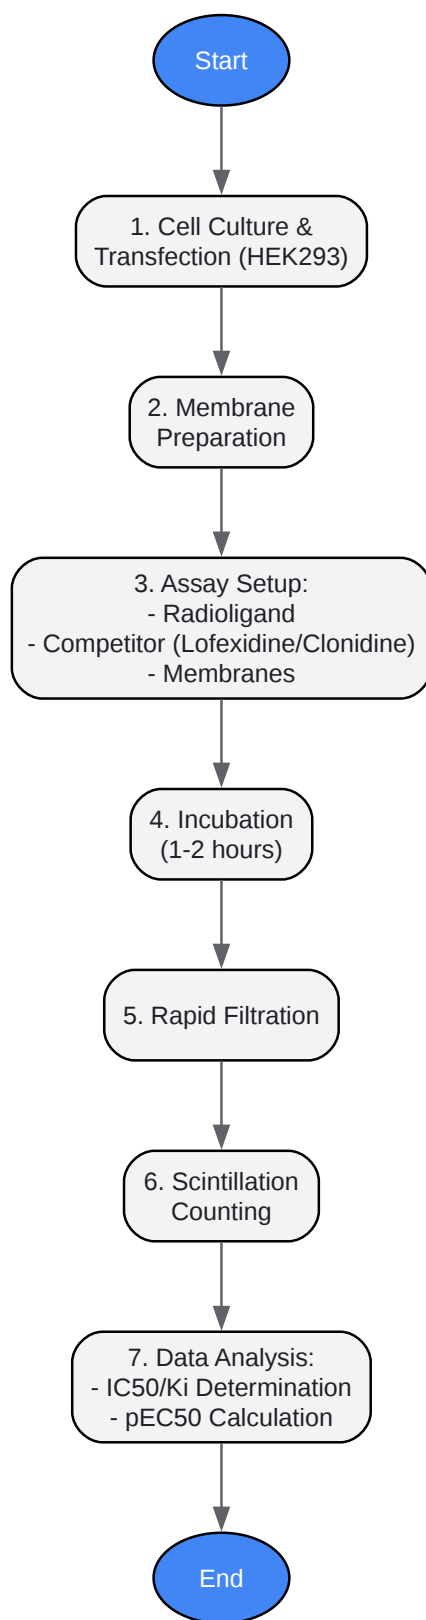 Start
1. Cell Culture &
Transfection (HEK293)
2. Membrane
Preparation
3. Assay Setup:
- Radioligand
- Competitor (Lofexidine/Clonidine)
- Membranes
4. Incubation
(1-2 hours)
5. Rapid Filtration
6. Scintillation
Counting
7. Data Analysis:
- IC50/Ki Determination
- pEC50 Calculation
End